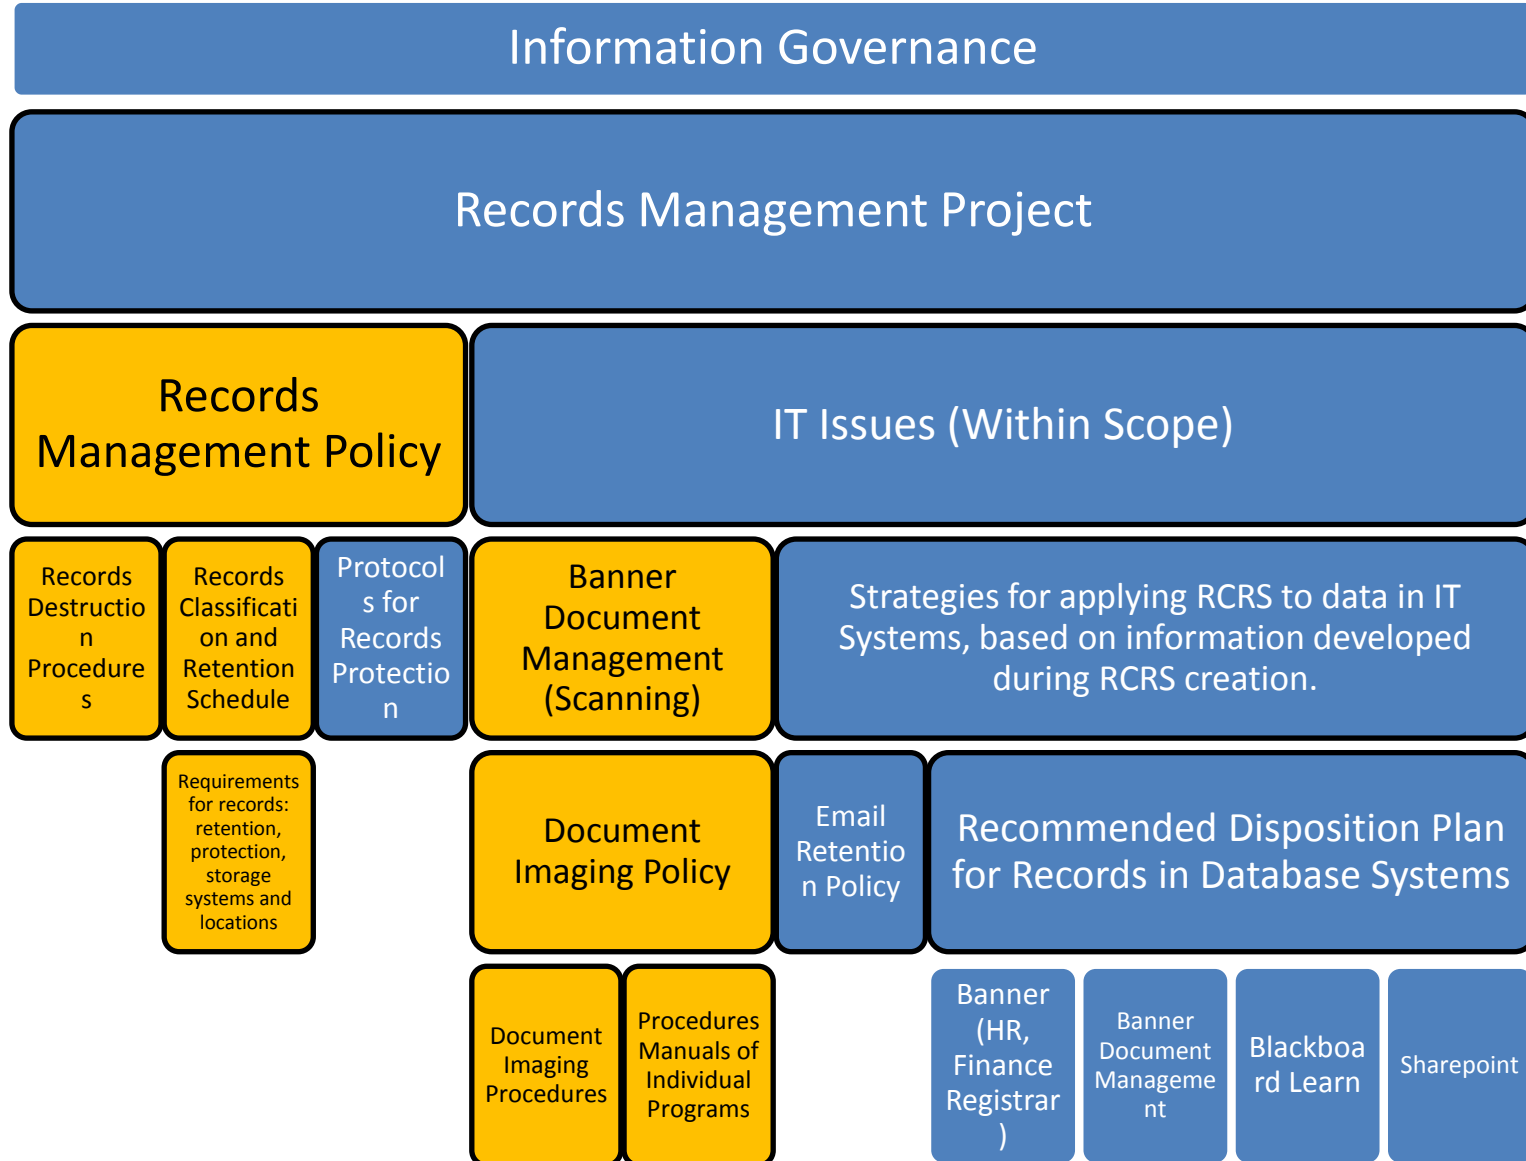 Information Governance
Records Management Project
Records
Management Policy
IT Issues (Within Scope)
Records
Destructio
n
Procedure
s
Records
Classificati
on and
Retention
Schedule
Protocol
s for
Records
Protectio
n
Banner
Document
Management
(Scanning)
Strategies for applying RCRS to data in IT
Systems, based on information developed
during RCRS creation.
Requirements
for records:
retention,
protection,
storage
systems and
locations
Document
Imaging Policy
Email
Retentio
n Policy
Recommended Disposition Plan
for Records in Database Systems
Document
Imaging
Procedures
Procedures
Manuals of
Individual
Programs
Banner
(HR,
Finance
Registrar
)
Banner
Document
Manageme
nt
Blackboa
rd Learn
Sharepoint